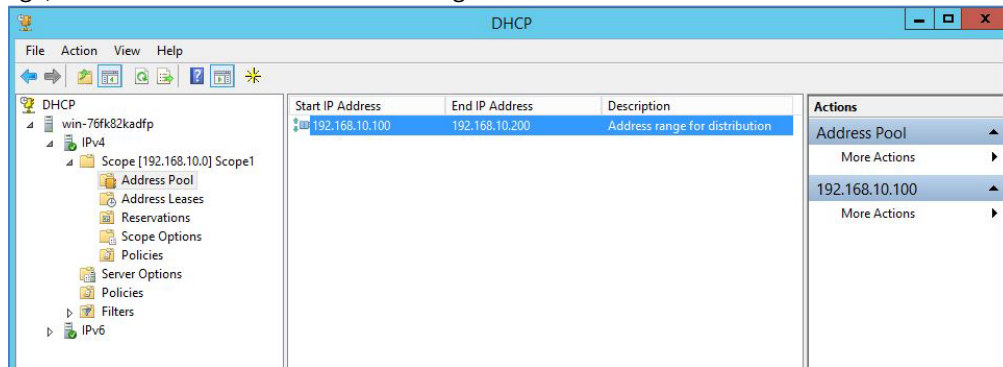 DHCP
File Action View Help
DHCP
win-76fk82kadfp
IPv4
Scope [192.168.10.0] Scope1
Address Pool
Address Leases
Reservations
Scope Options
Policies
Server Options
Policies
Filters
IPv6
Start IP Address End IP Address Description
192.168.10.100 192.168.10.200 Address range for distribution
Actions
Address Pool
More Actions
192.168.10.100
More Actions